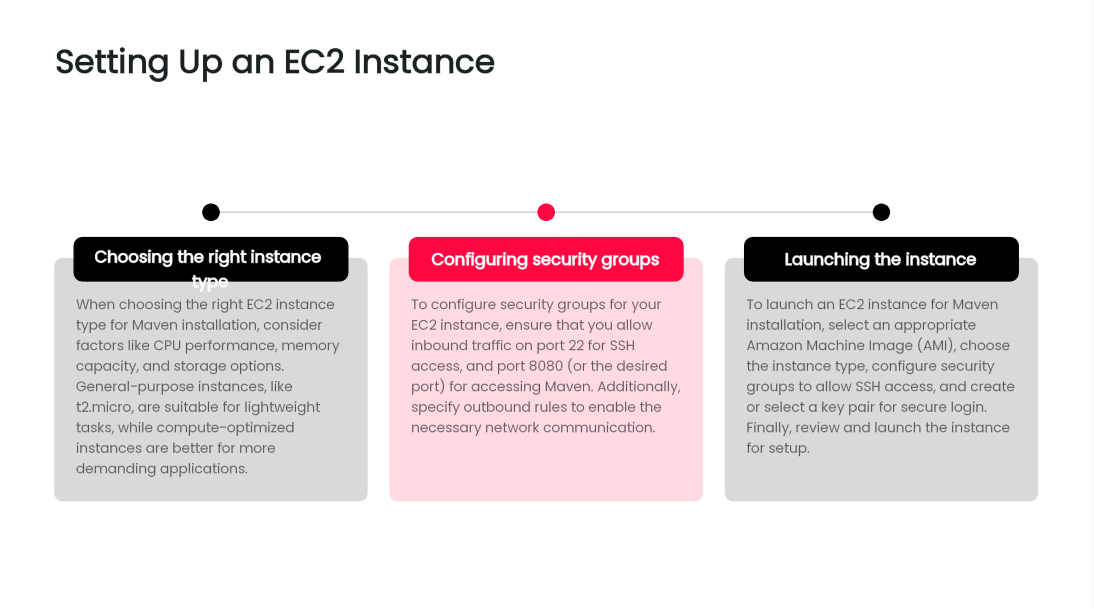 Setting Up an EC2 Instance
Choosing the right instance
type
When choosing the right EC2 instance
type for Maven installation, consider
factors like CPU performance, memory
capacity, and storage options.
General-purpose instances, like
t2.micro, are suitable for lightweight
tasks, while compute-optimized
instances are better for more
demanding applications.
Configuring security groups
To configure security groups for your
EC2 instance, ensure that you allow
inbound traffic on port 22 for SSH
access, and port 8080 (or the desired
port) for accessing Maven. Additionally,
specify outbound rules to enable the
necessary network communication.
Launching the instance
To launch an EC2 instance for Maven
installation, select an appropriate
Amazon Machine Image (AMI), choose
the instance type, configure security
groups to allow SSH access, and create
or select a key pair for secure login.
Finally, review and launch the instance
for setup.